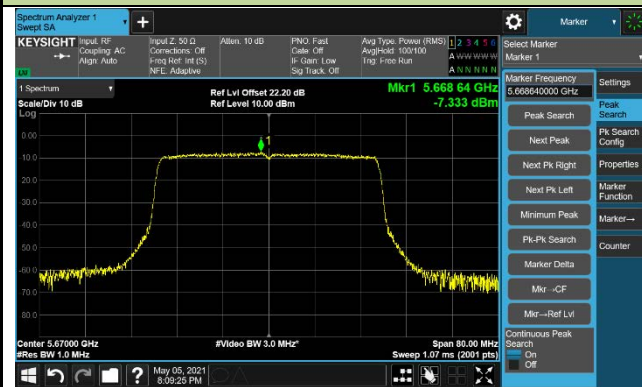 Spectrum Analyzer 1
Swept SA
Marker
KEYSIGHT
Input: RF
Coupling: AC
Align: Auto
Input Z: 50 Ω
Corrections: Off
Freq Ref: Int (S)
NFE: Adaptive
Atten: 10 dB
PNO: Fast
Gate: Off
IF Gain: Low
Sig Track: Off
Avg Type: Power (RMS)
Avg|Hold: 100/100
Trig: Free Run
1 2 3 4 5 6
A W W W W W
A N N N N N
Select Marker
Marker 1
1 Spectrum
Scale/Div 10 dB
Log
Ref Lvl Offset 22.20 dB
Ref Level 10.00 dBm
Mkr1 5.668 64 GHz
-7.333 dBm
1
0.00
-10.0
-20.0
-30.0
-40.0
-50.0
-60.0
-70.0
-80.0
Center 5.67000 GHz
#Res BW 1.0 MHz
#Video BW 3.0 MHz*
Span 80.00 MHz
Sweep 1.07 ms (2001 pts)
Marker Frequency
5.668640000 GHz
Peak Search
Next Peak
Next Pk Right
Next Pk Left
Minimum Peak
Pk-Pk Search
Marker Delta
Mkr→CF
Mkr→Ref Lvl
Continuous Peak
Search
On
Off
Settings
Peak
Search
Pk Search
Config
Properties
Marker
Function
Marker→
Counter
May 05, 2021
8:09:25 PM